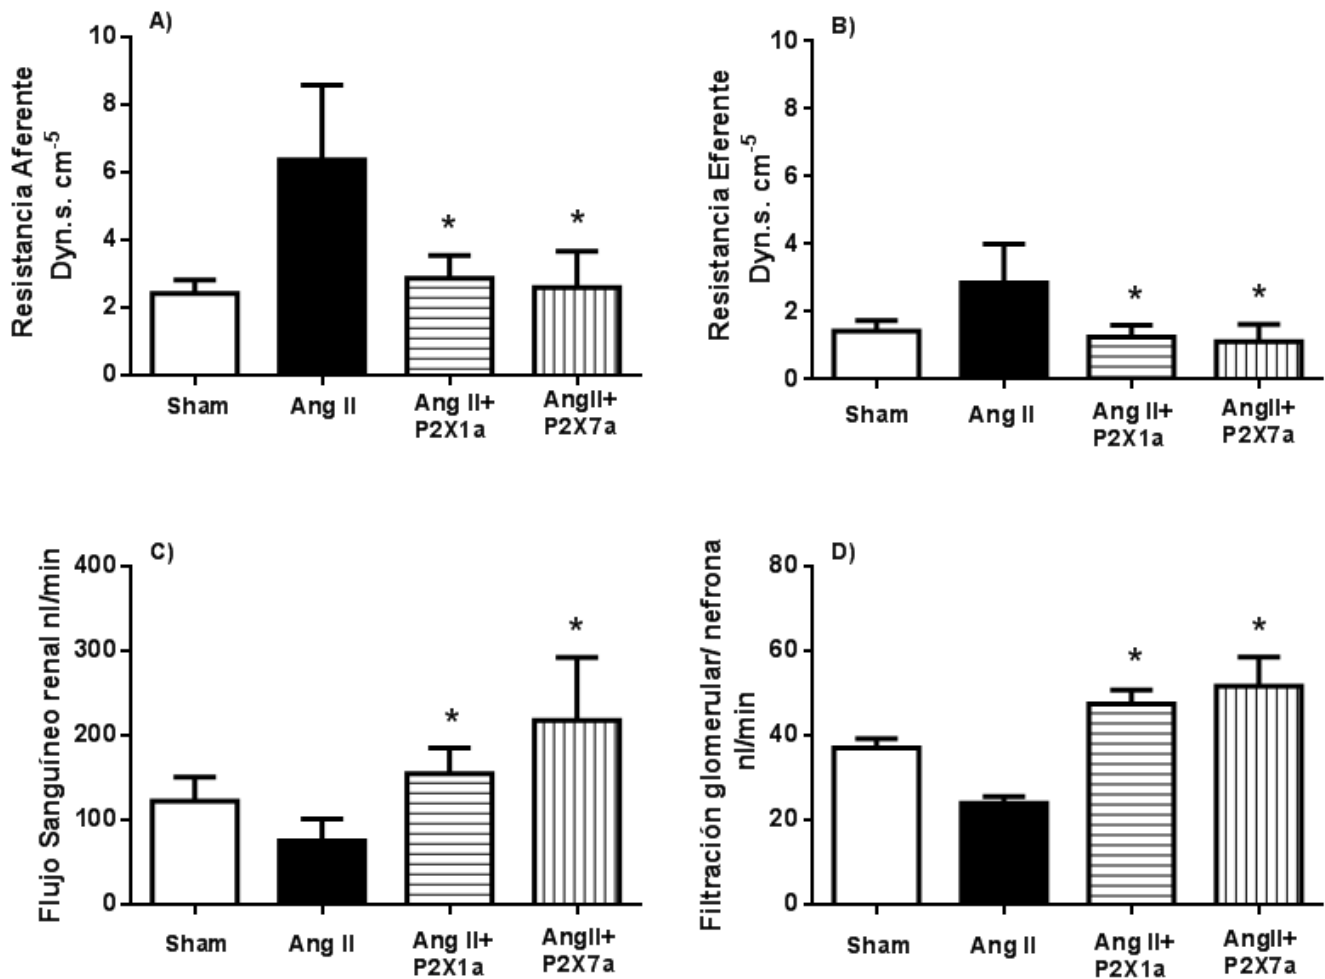 A)
Resistancia Aferente
Dyn.s. cm-5
10
8
6
4
2
0
*
*
Sham
Ang II
Ang II+
P2X1a
AngII+
P2X7a
B)
Resistancia Eferente
Dyn.s. cm-5
10
8
6
4
2
0
*
*
Sham
Ang II
Ang II+
P2X1a
AngII+
P2X7a
C)
Flujo Sanguíneo renal nl/min
400
300
200
100
0
*
*
Sham
Ang II
Ang II+
P2X1a
AngII+
P2X7a
D)
Filtración glomerular/ nefrona
nl/min
80
60
40
20
0
*
*
Sham
Ang II
Ang II+
P2X1a
AngII+
P2X7a